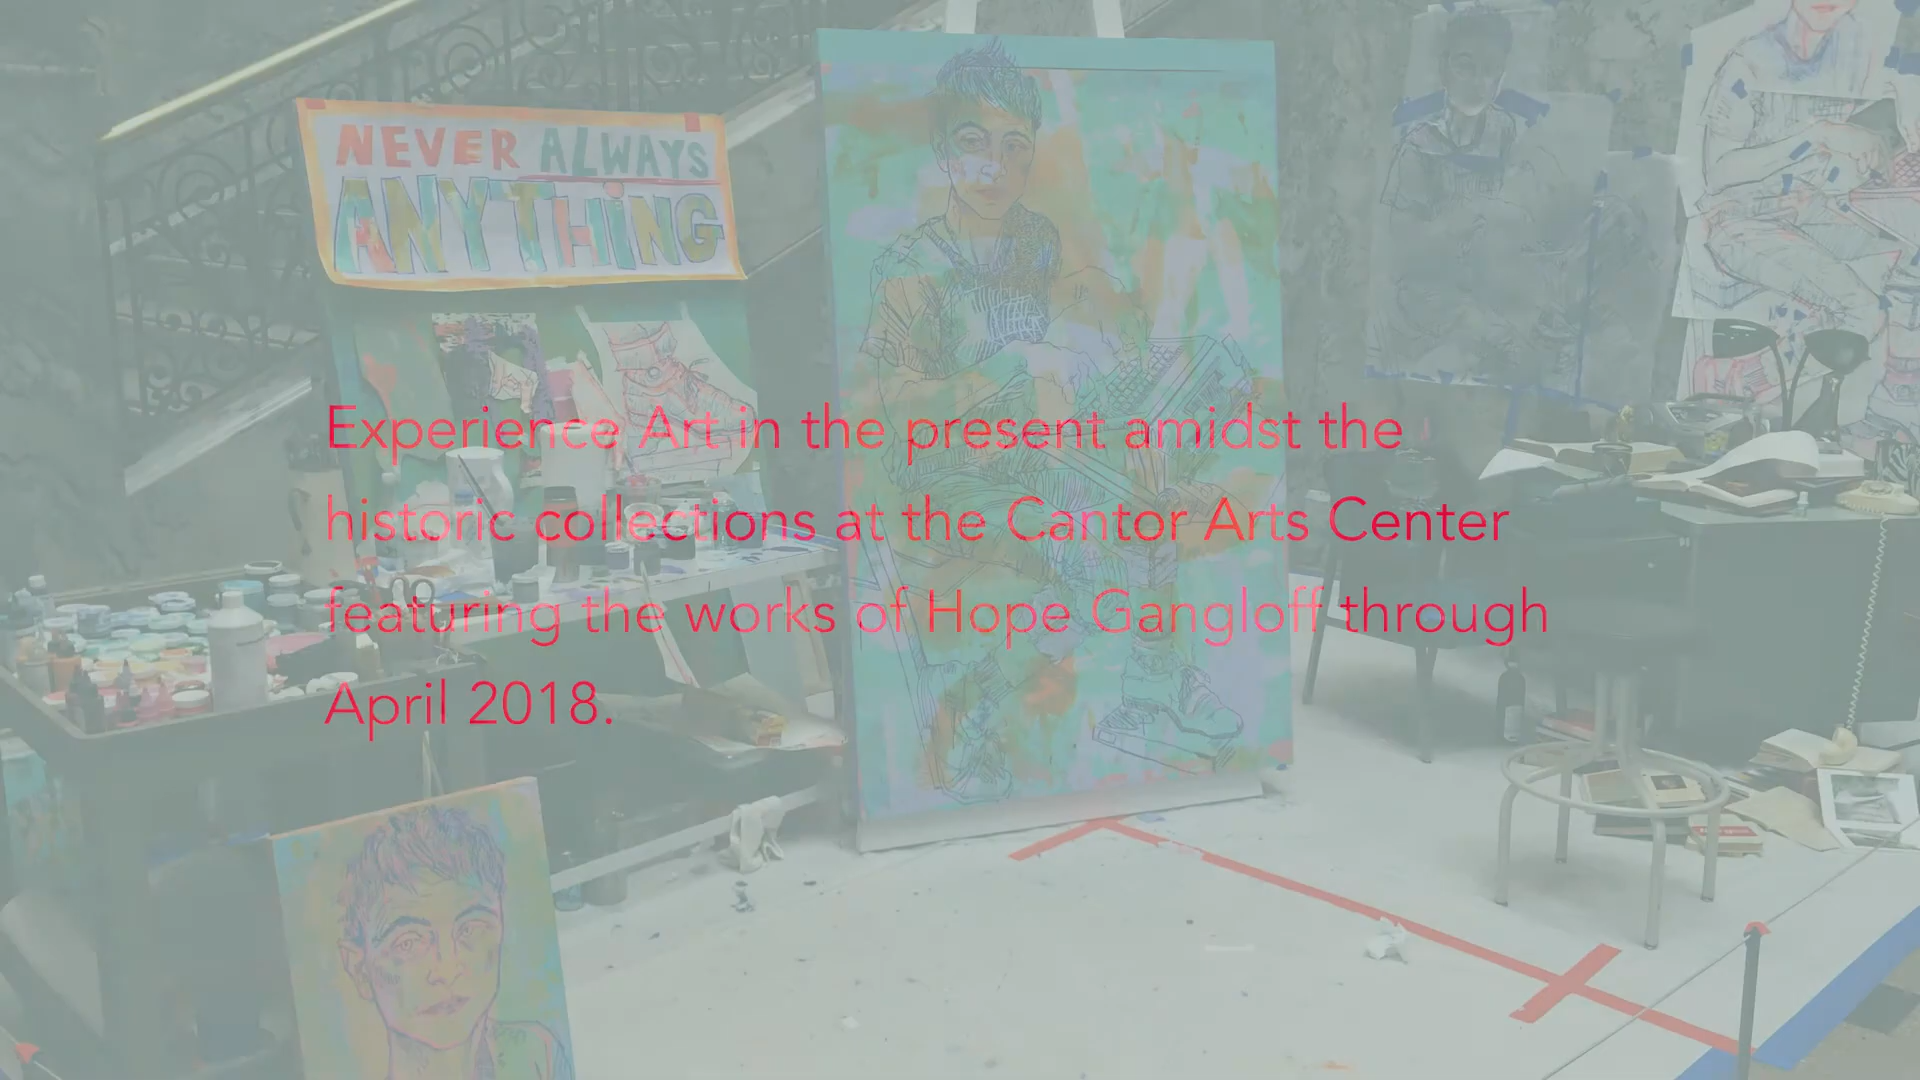 NEVER ALWAYS
ANYTHING
Experience Art in the present amidst the
historic collections at the Cantor Arts Center
featuring the works of Hope Gangloff through
April 2018.